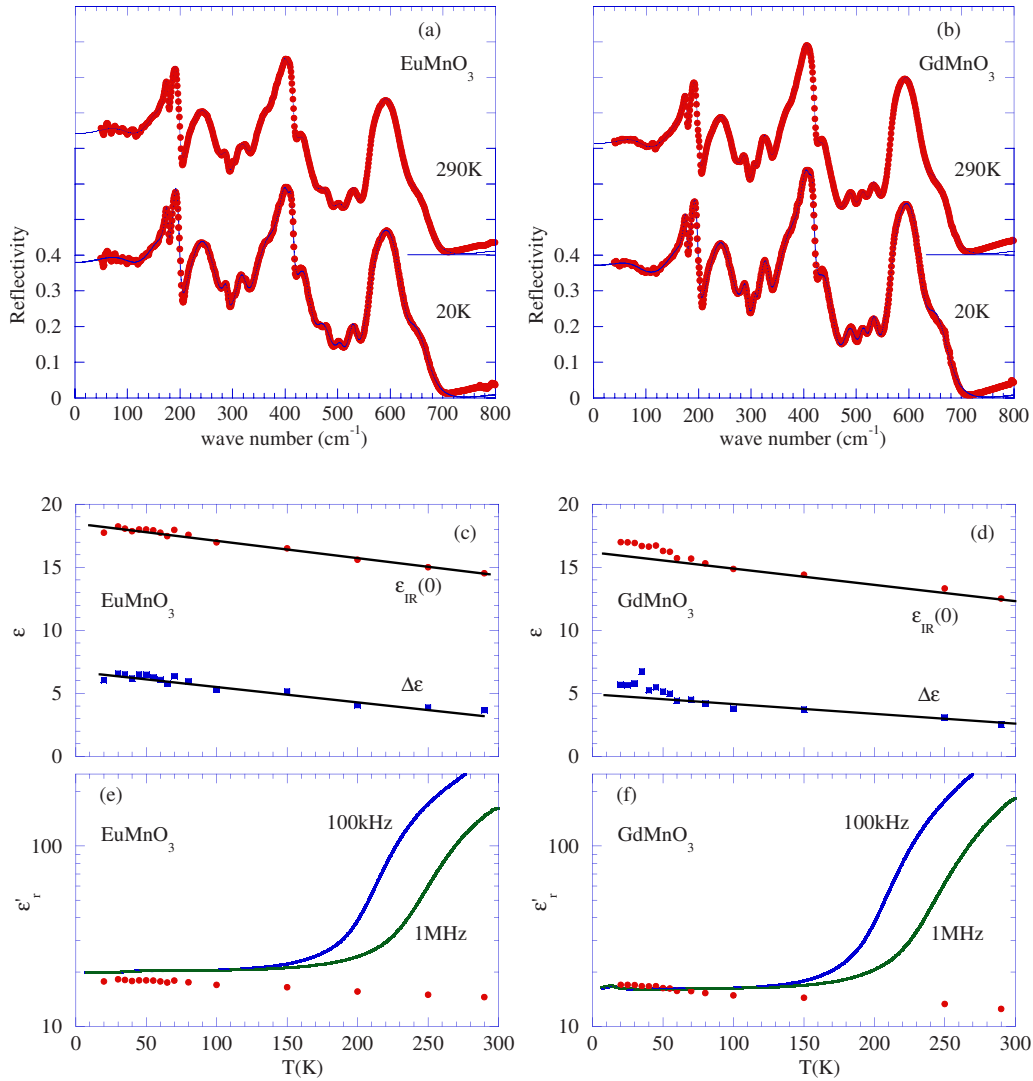 (a)
EuMnO3
290K
20K
Reflectivity
0.4
0.3
0.2
0.1
0
0 100 200 300 400 500 600 700 800
wave number (cm-1)
(b)
GdMnO3
290K
20K
Reflectivity
0.4
0.3
0.2
0.1
0
0 100 200 300 400 500 600 700 800
wave number (cm-1)
(c)
20
15
10
5
0
ε
εIR(0)
EuMnO3
Δε
(d)
20
15
10
5
0
ε
εIR(0)
GdMnO3
Δε
(e)
EuMnO3
100kHz
1MHz
100
10
ε'r
0 50 100 150 200 250 300
T(K)
(f)
GdMnO3
100kHz
1MHz
100
10
ε'r
0 50 100 150 200 250 300
T(K)